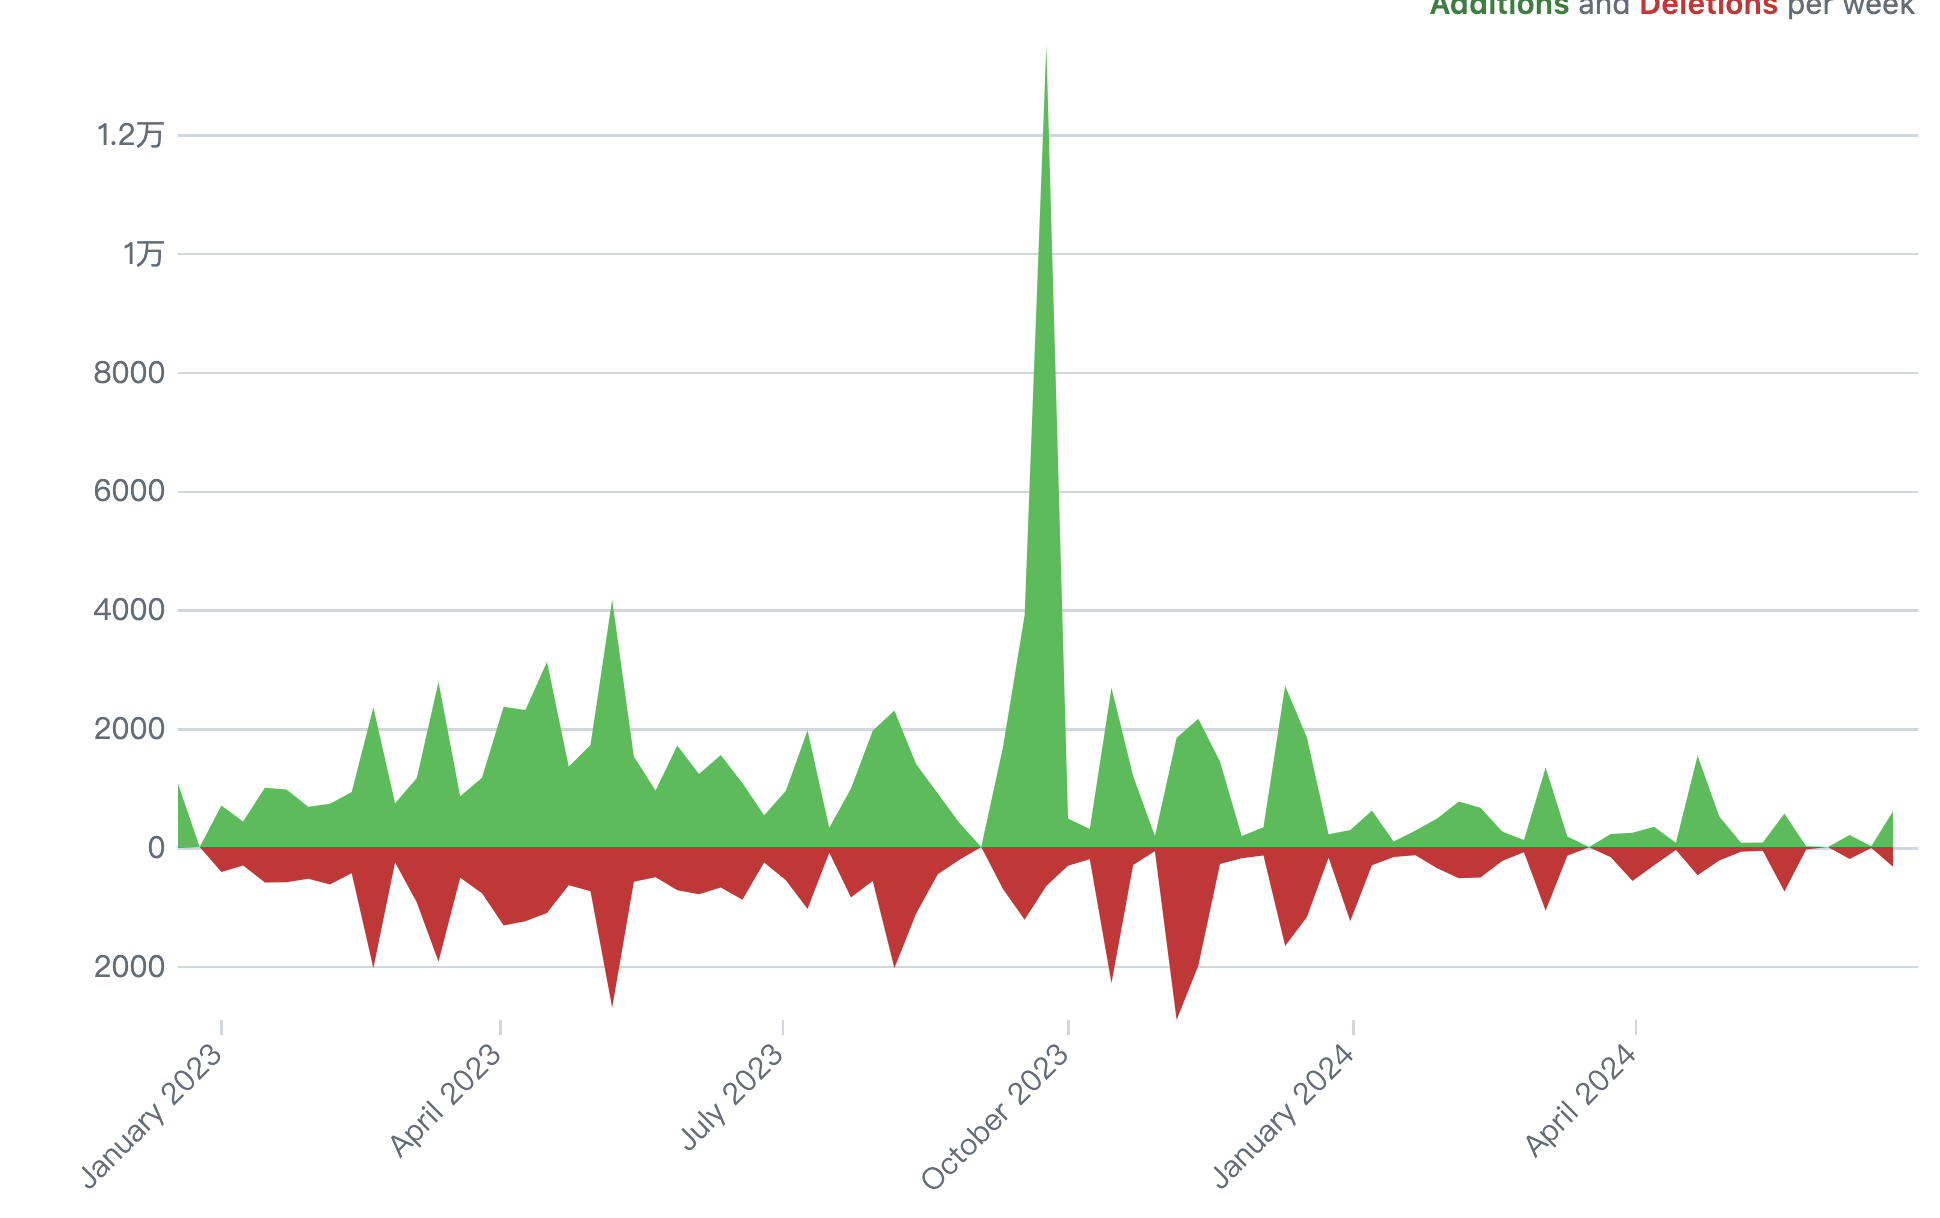 Additions and Deletions per week
1.2万
1万
8000
6000
4000
2000
0
2000
January 2023
April 2023
July 2023
October 2023
January 2024
April 2024